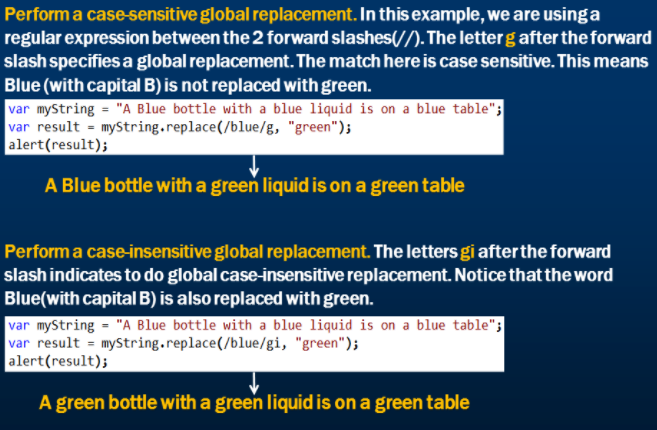 Perform a case-sensitive global replacement. In this example, we are using a
regular expression between the 2 forward slashes(//). The letter g after the forward
slash specifies a global replacement. The match here is case sensitive. This means
Blue (with capital B) is not replaced with green.
var myString = "A Blue bottle with a blue liquid is on a blue table";
var result = myString.replace(/blue/g, "green");
alert(result);
A Blue bottle with a green liquid is on a green table
Perform a case-insensitive global replacement. The letters gi after the forward
slash indicates to do global case-insensitive replacement. Notice that the word
Blue(with capital B) is also replaced with green.
var myString = "A Blue bottle with a blue liquid is on a blue table";
var result = myString.replace(/blue/gi, "green");
alert(result);
A green bottle with a green liquid is on a green table